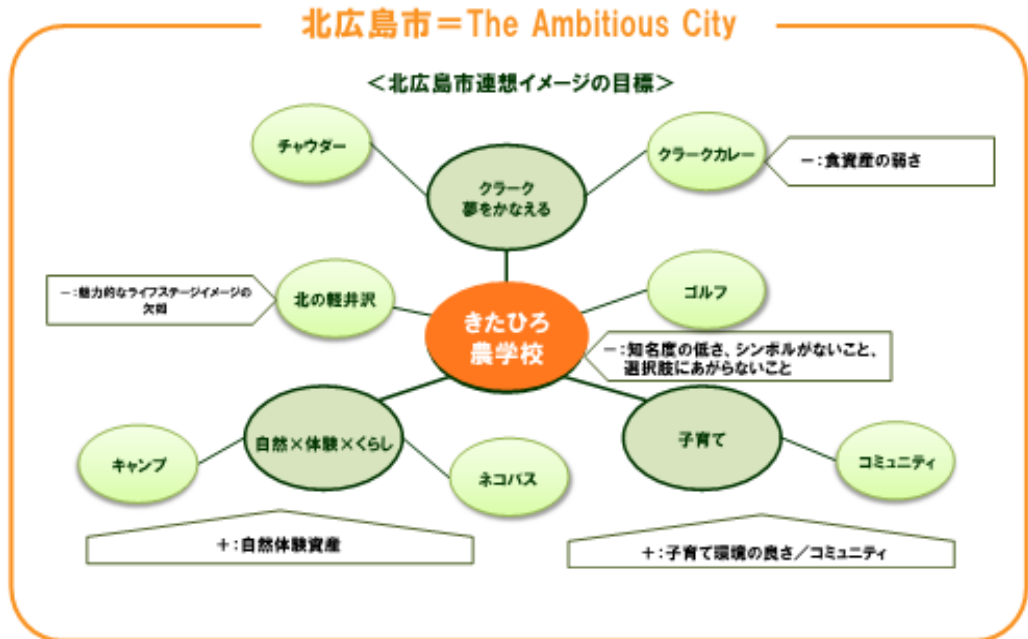 北広島市=The Ambitious City
<北広島市連想イメージの目標>
チャウダー
クラークカレー
クラーク
夢をかなえる
-:食資産の弱さ
-:魅力的なライフステージイメージの
欠如
北の軽井沢
ゴルフ
きたひろ
農学校
-:知名度の低さ、シンボルがないこと、
選択肢にあがらないこと
自然×体験×くらし
子育て
キャンプ
ネコバス
コミュニティ
+:自然体験資産
+:子育て環境の良さ/コミュニティ